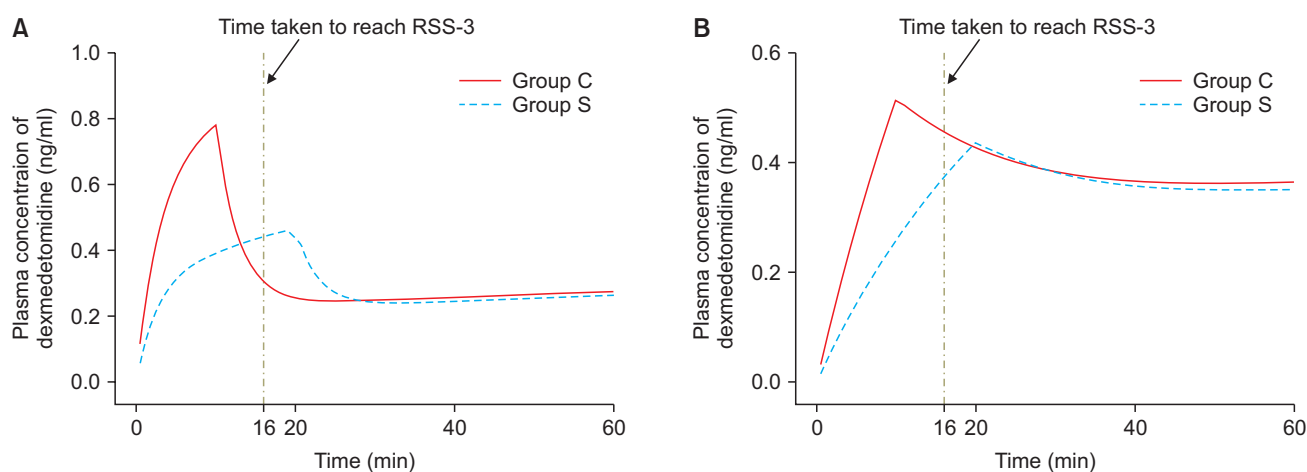 A
Time taken to reach RSS-3
1.0
0.8
0.6
0.4
0.2
0.0
Plasma concentraion of
dexmedetomidine (ng/ml)
Group C
Group S
0
16
20
40
60
Time (min)
B
Time taken to reach RSS-3
0.6
0.4
0.2
0.0
Plasma concentraion of
dexmedetomidine (ng/ml)
Group C
Group S
0
16
20
40
60
Time (min)